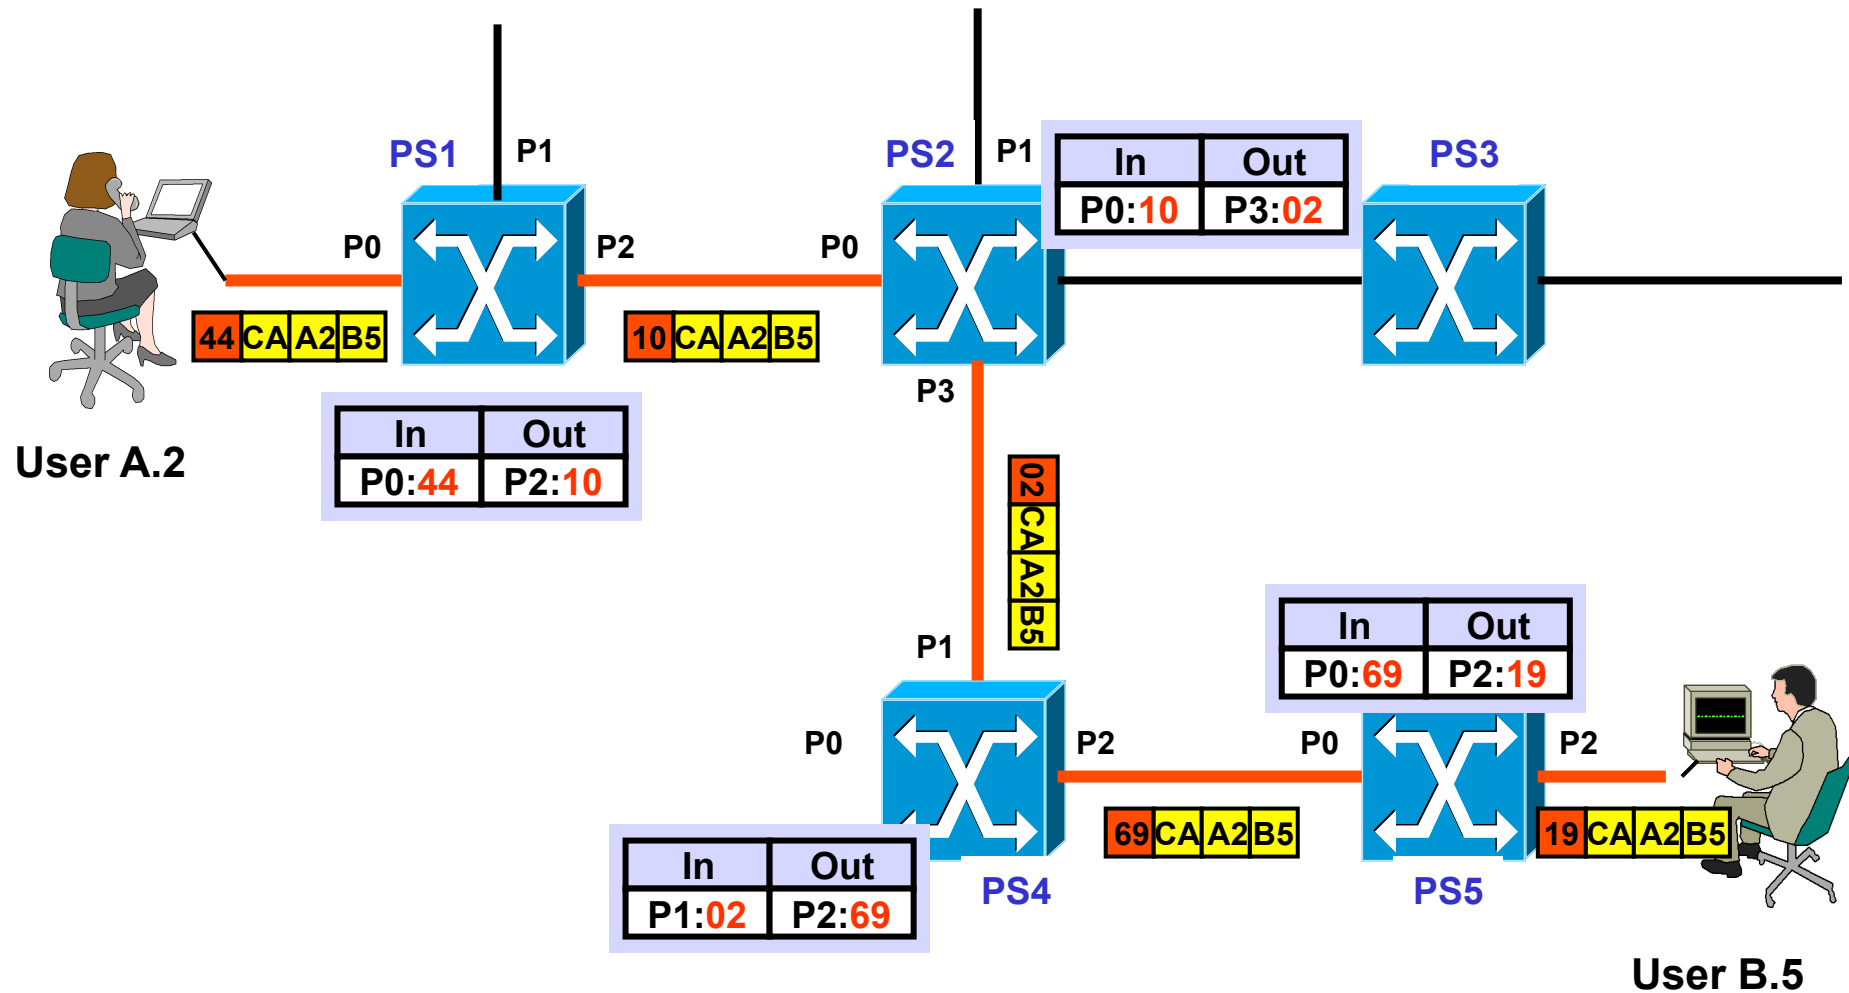 PS1
P1
PS2
P1
In Out
P0:10 P3:02
PS3
P0
P2
P0
44 CA A2 B5
10 CA A2 B5
P3
In Out
P0:44 P2:10
User A.2
02 CA A2 B5
P1
In Out
P0:69 P2:19
P0
P2
P0
P2
69 CA A2 B5
19 CA A2 B5
In Out
P1:02 P2:69
PS4
PS5
User B.5